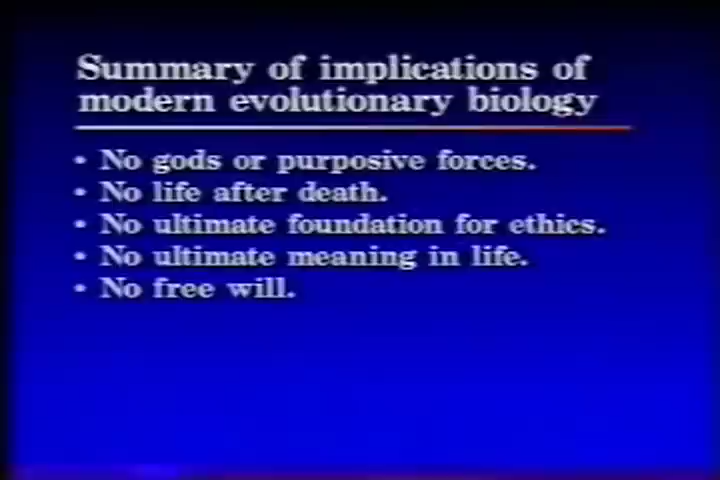 Summary of implications of
modern evolutionary biology
• No gods or purposive forces.
• No life after death.
• No ultimate foundation for ethics.
• No ultimate meaning in life.
• No free will.